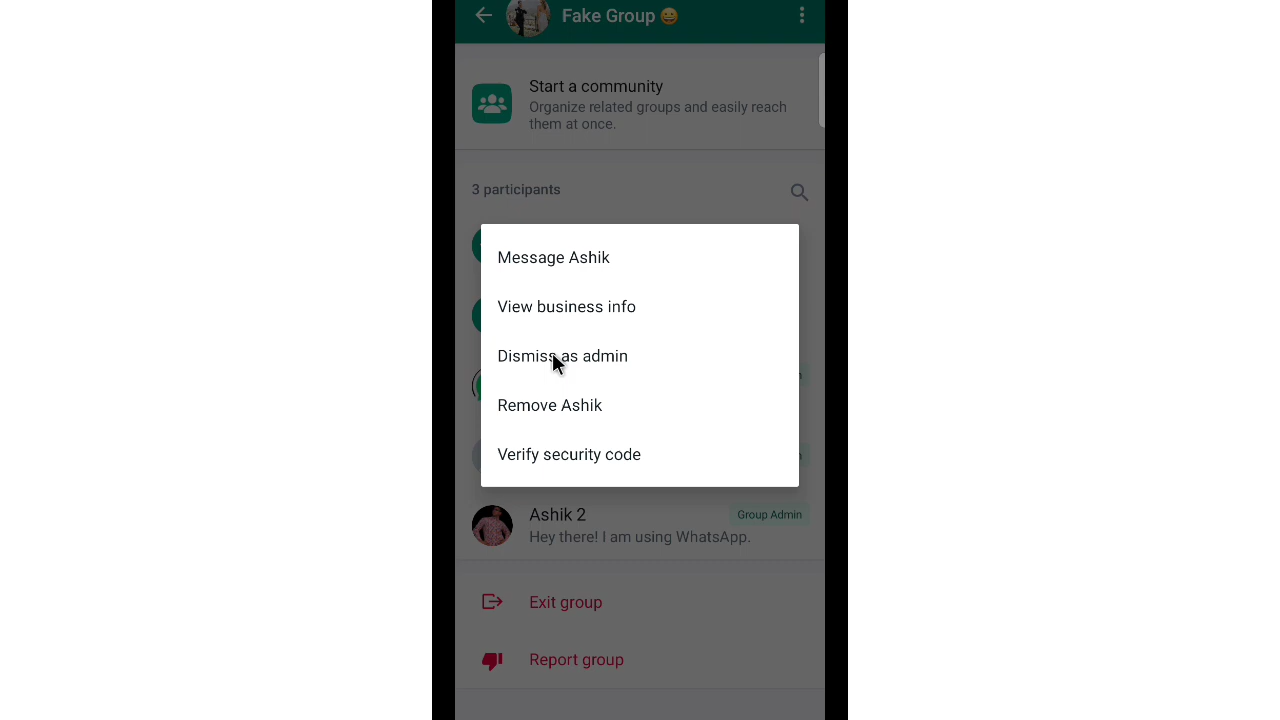 Fake Group 😀
Start a community
Organize related groups and easily reach
them at once.
3 participants
Message Ashik
View business info
Dismiss as admin
Remove Ashik
Verify security code
Ashik 2
Group Admin
Hey there! I am using WhatsApp.
Exit group
Report group